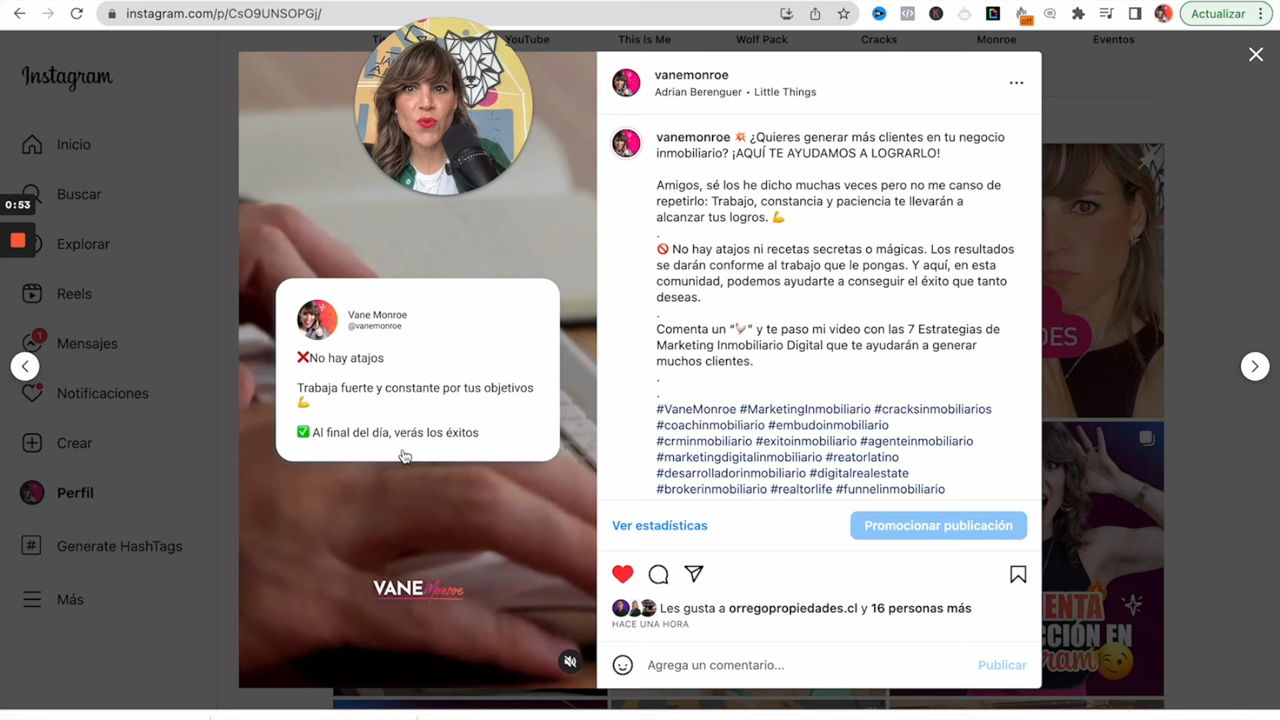 instagram.com/p/CsO9UNSOPGj/
off
Actualizar
YouTube
This Is Me
Wolf Pack
Cracks
Monroe
Eventos
Instagram
Inicio
Buscar
0:53
Explorar
Reels
1
Mensajes
Notificaciones
Crear
Perfil
# Generate HashTags
Más
Vane Monroe
@vanemonroe
❌No hay atajos
Trabaja fuerte y constante por tus objetivos
💪
✅ Al final del día, verás los éxitos
VANE Monroe
vanemonroe
Adrian Berenguer • Little Things
vanemonroe 💥 ¿Quieres generar más clientes en tu negocio
inmobiliario? ¡AQUÍ TE AYUDAMOS A LOGRARLO!
Amigos, sé los he dicho muchas veces pero no me canso de
repetirlo: Trabajo, constancia y paciencia te llevarán a
alcanzar tus logros. 💪
.
🚫 No hay atajos ni recetas secretas o mágicas. Los resultados
se darán conforme al trabajo que le pongas. Y aquí, en esta
comunidad, podemos ayudarte a conseguir el éxito que tanto
deseas.
.
Comenta un “🐓” y te paso mi video con las 7 Estrategias de
Marketing Inmobiliario Digital que te ayudarán a generar
muchos clientes.
.
.
#VaneMonroe #MarketingInmobiliario #cracksinmobiliarios
#coachinmobiliario #embudoinmobiliario
#crminmobiliario #exitoinmobiliario #agenteinmobiliario
#marketingdigitalinmobiliario #reatorlatino
#desarrolladorinmobiliario #digitalrealestate
#brokerinmobiliario #realtorlife #funnelinmobiliario
Ver estadísticas
Promocionar publicación
Les gusta a orregopropiedades.cl y 16 personas más
HACE UNA HORA
Agrega un comentario...
Publicar